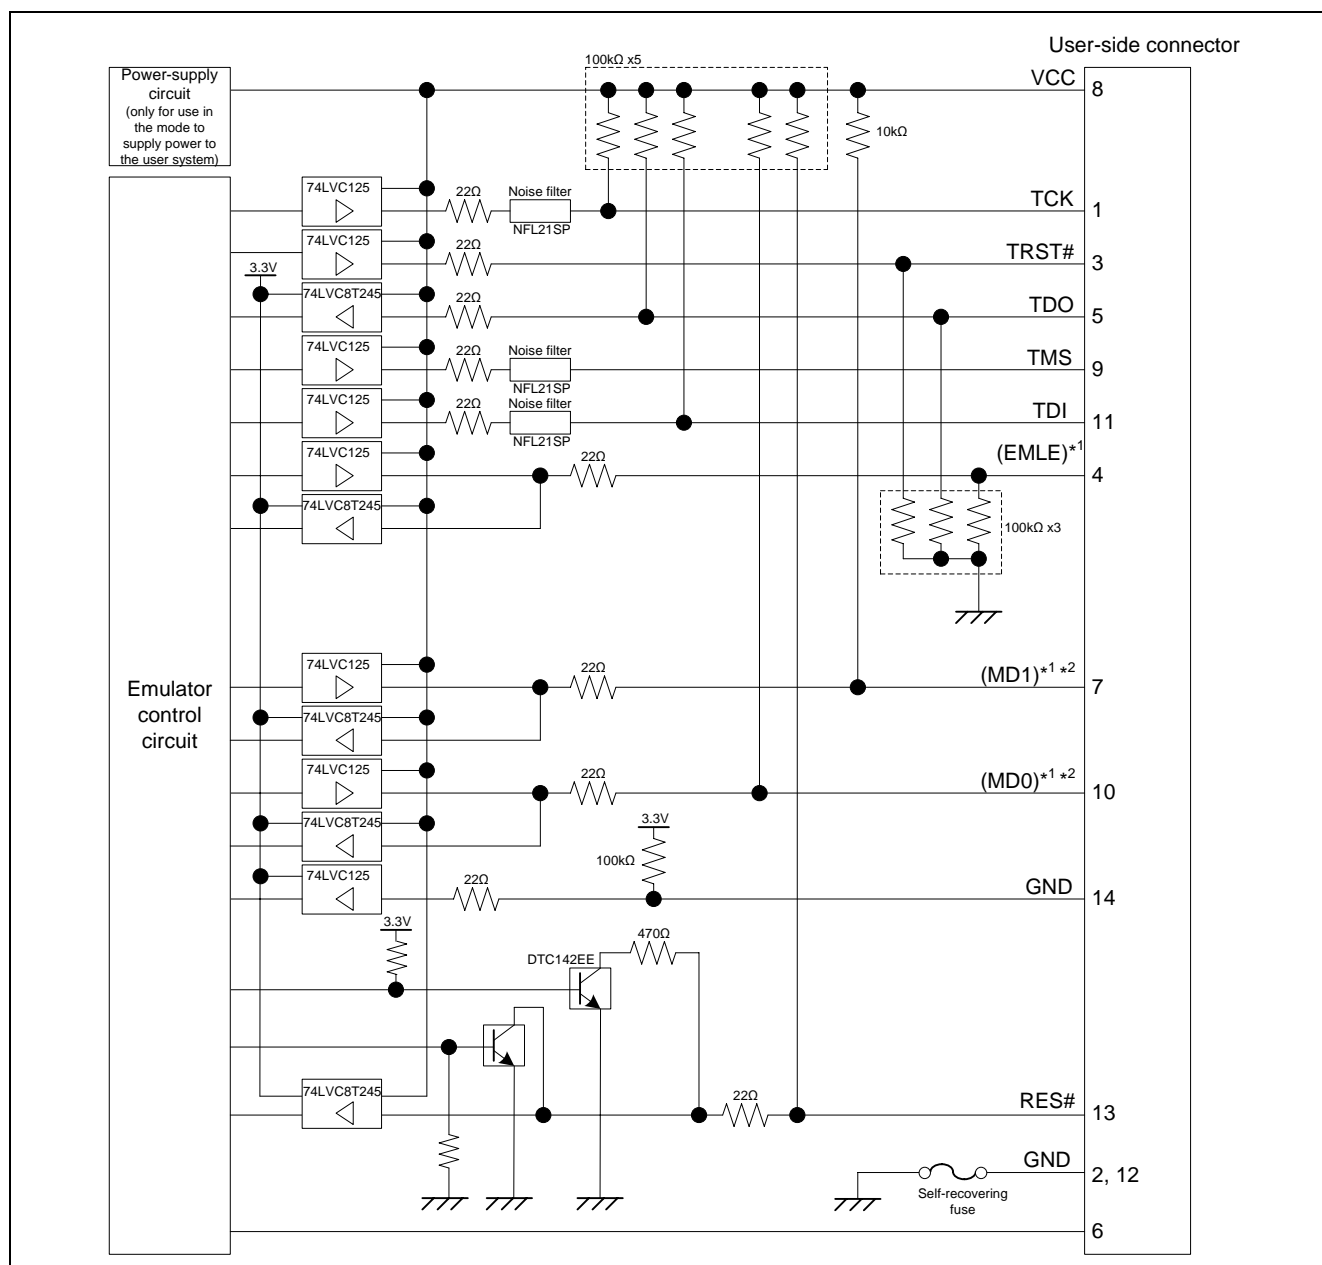 User-side connector
Power-supply
circuit
(only for use in
the mode to
supply power to
the user system)
100kΩ x5
VCC
8
10kΩ
74LVC125
22Ω
Noise filter
NFL21SP
TCK
1
74LVC125
22Ω
TRST#
3
3.3V
74LVC8T245
22Ω
TDO
5
74LVC125
22Ω
Noise filter
NFL21SP
TMS
9
74LVC125
22Ω
Noise filter
NFL21SP
TDI
11
74LVC125
22Ω
(EMLE)*1
4
74LVC8T245
100kΩ x3
Emulator
control
circuit
74LVC125
22Ω
(MD1)*1 *2
7
74LVC8T245
74LVC125
22Ω
(MD0)*1 *2
10
74LVC8T245
3.3V
100kΩ
74LVC125
22Ω
GND
14
3.3V
470Ω
DTC142EE
74LVC8T245
22Ω
RES#
13
GND
2, 12
Self-recovering
fuse
6